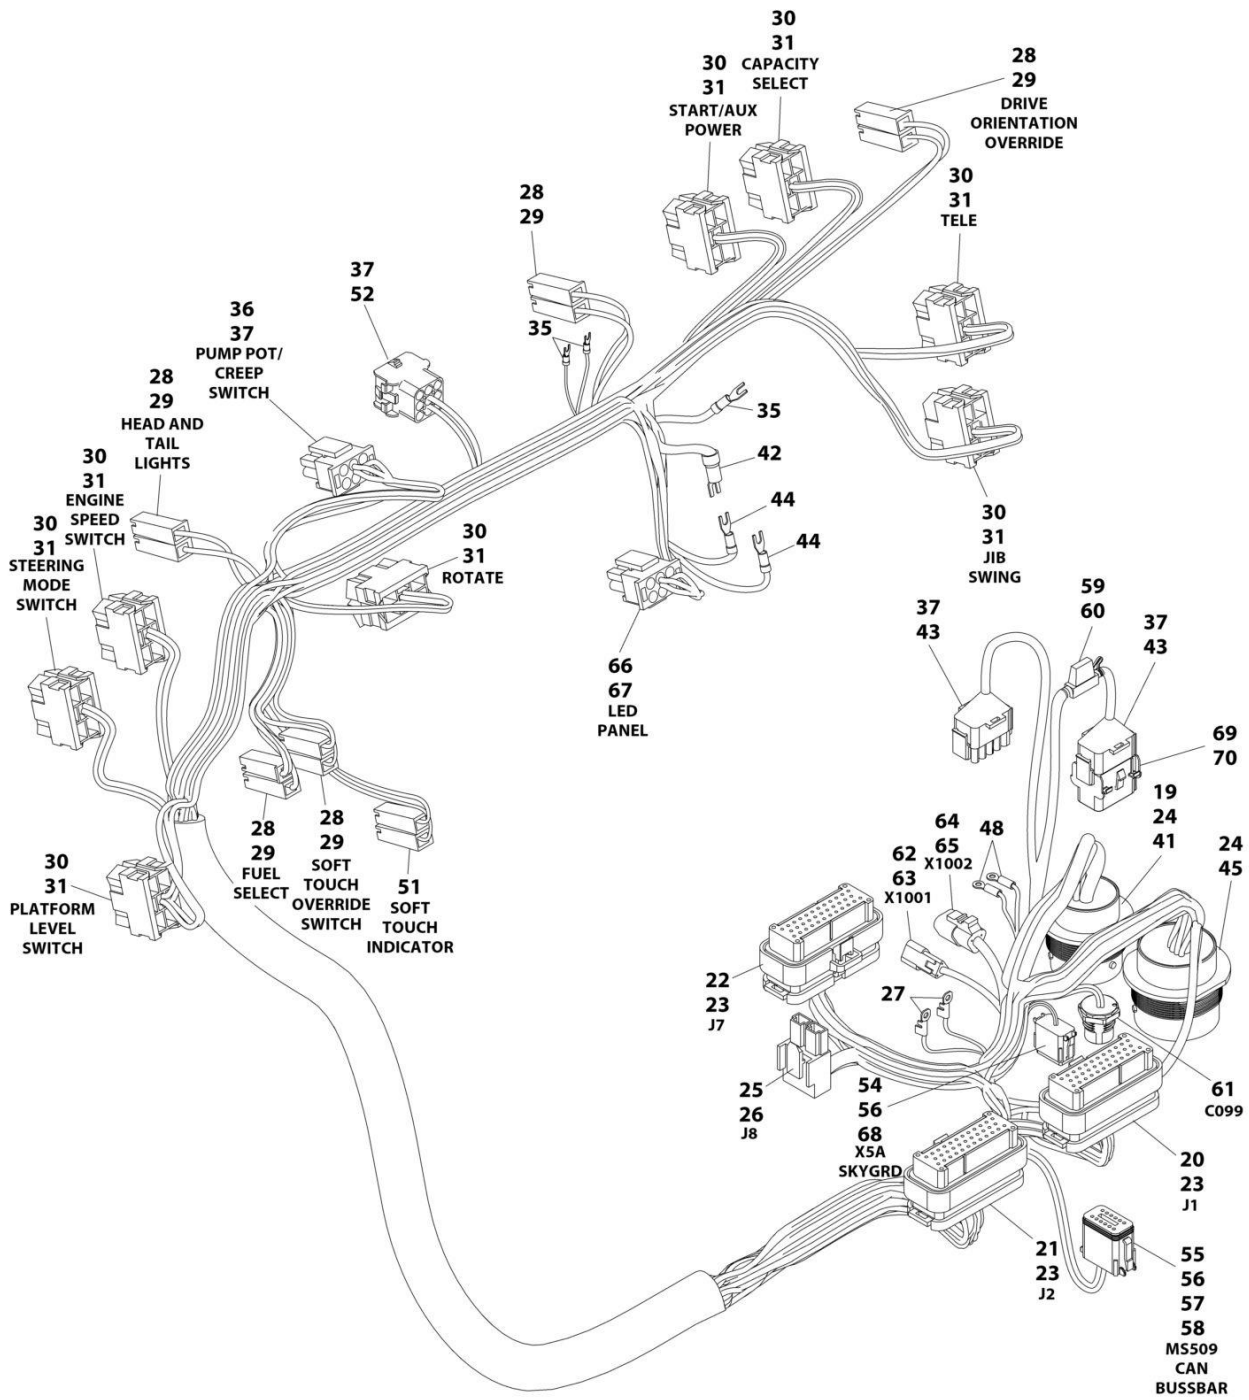 30
31
CAPACITY
SELECT
30
31
START/AUX
POWER
28
29
DRIVE
ORIENTATION
OVERRIDE
30
31
TELE
28
29
37
52
35
36
37
PUMP POT/
CREEP
SWITCH
28
29
HEAD AND
TAIL
LIGHTS
30
31
ENGINE
SPEED
SWITCH
30
31
STEERING
MODE
SWITCH
35
42
44
44
30
31
ROTATE
30
31
JIB
SWING
66
67
LED
PANEL
37
43
59
60
37
43
69
70
19
24
41
24
45
64
65
X1002
48
62
63
X1001
28
29
FUEL
SELECT
28
29
SOFT
TOUCH
OVERRIDE
SWITCH
51
SOFT
TOUCH
INDICATOR
30
31
PLATFORM
LEVEL
SWITCH
22
23
J7
27
25
26
J8
54
56
68
X5A
SKYGRD
61
C099
20
23
J1
21
23
J2
55
56
57
58
MS509
CAN
BUSSBAR